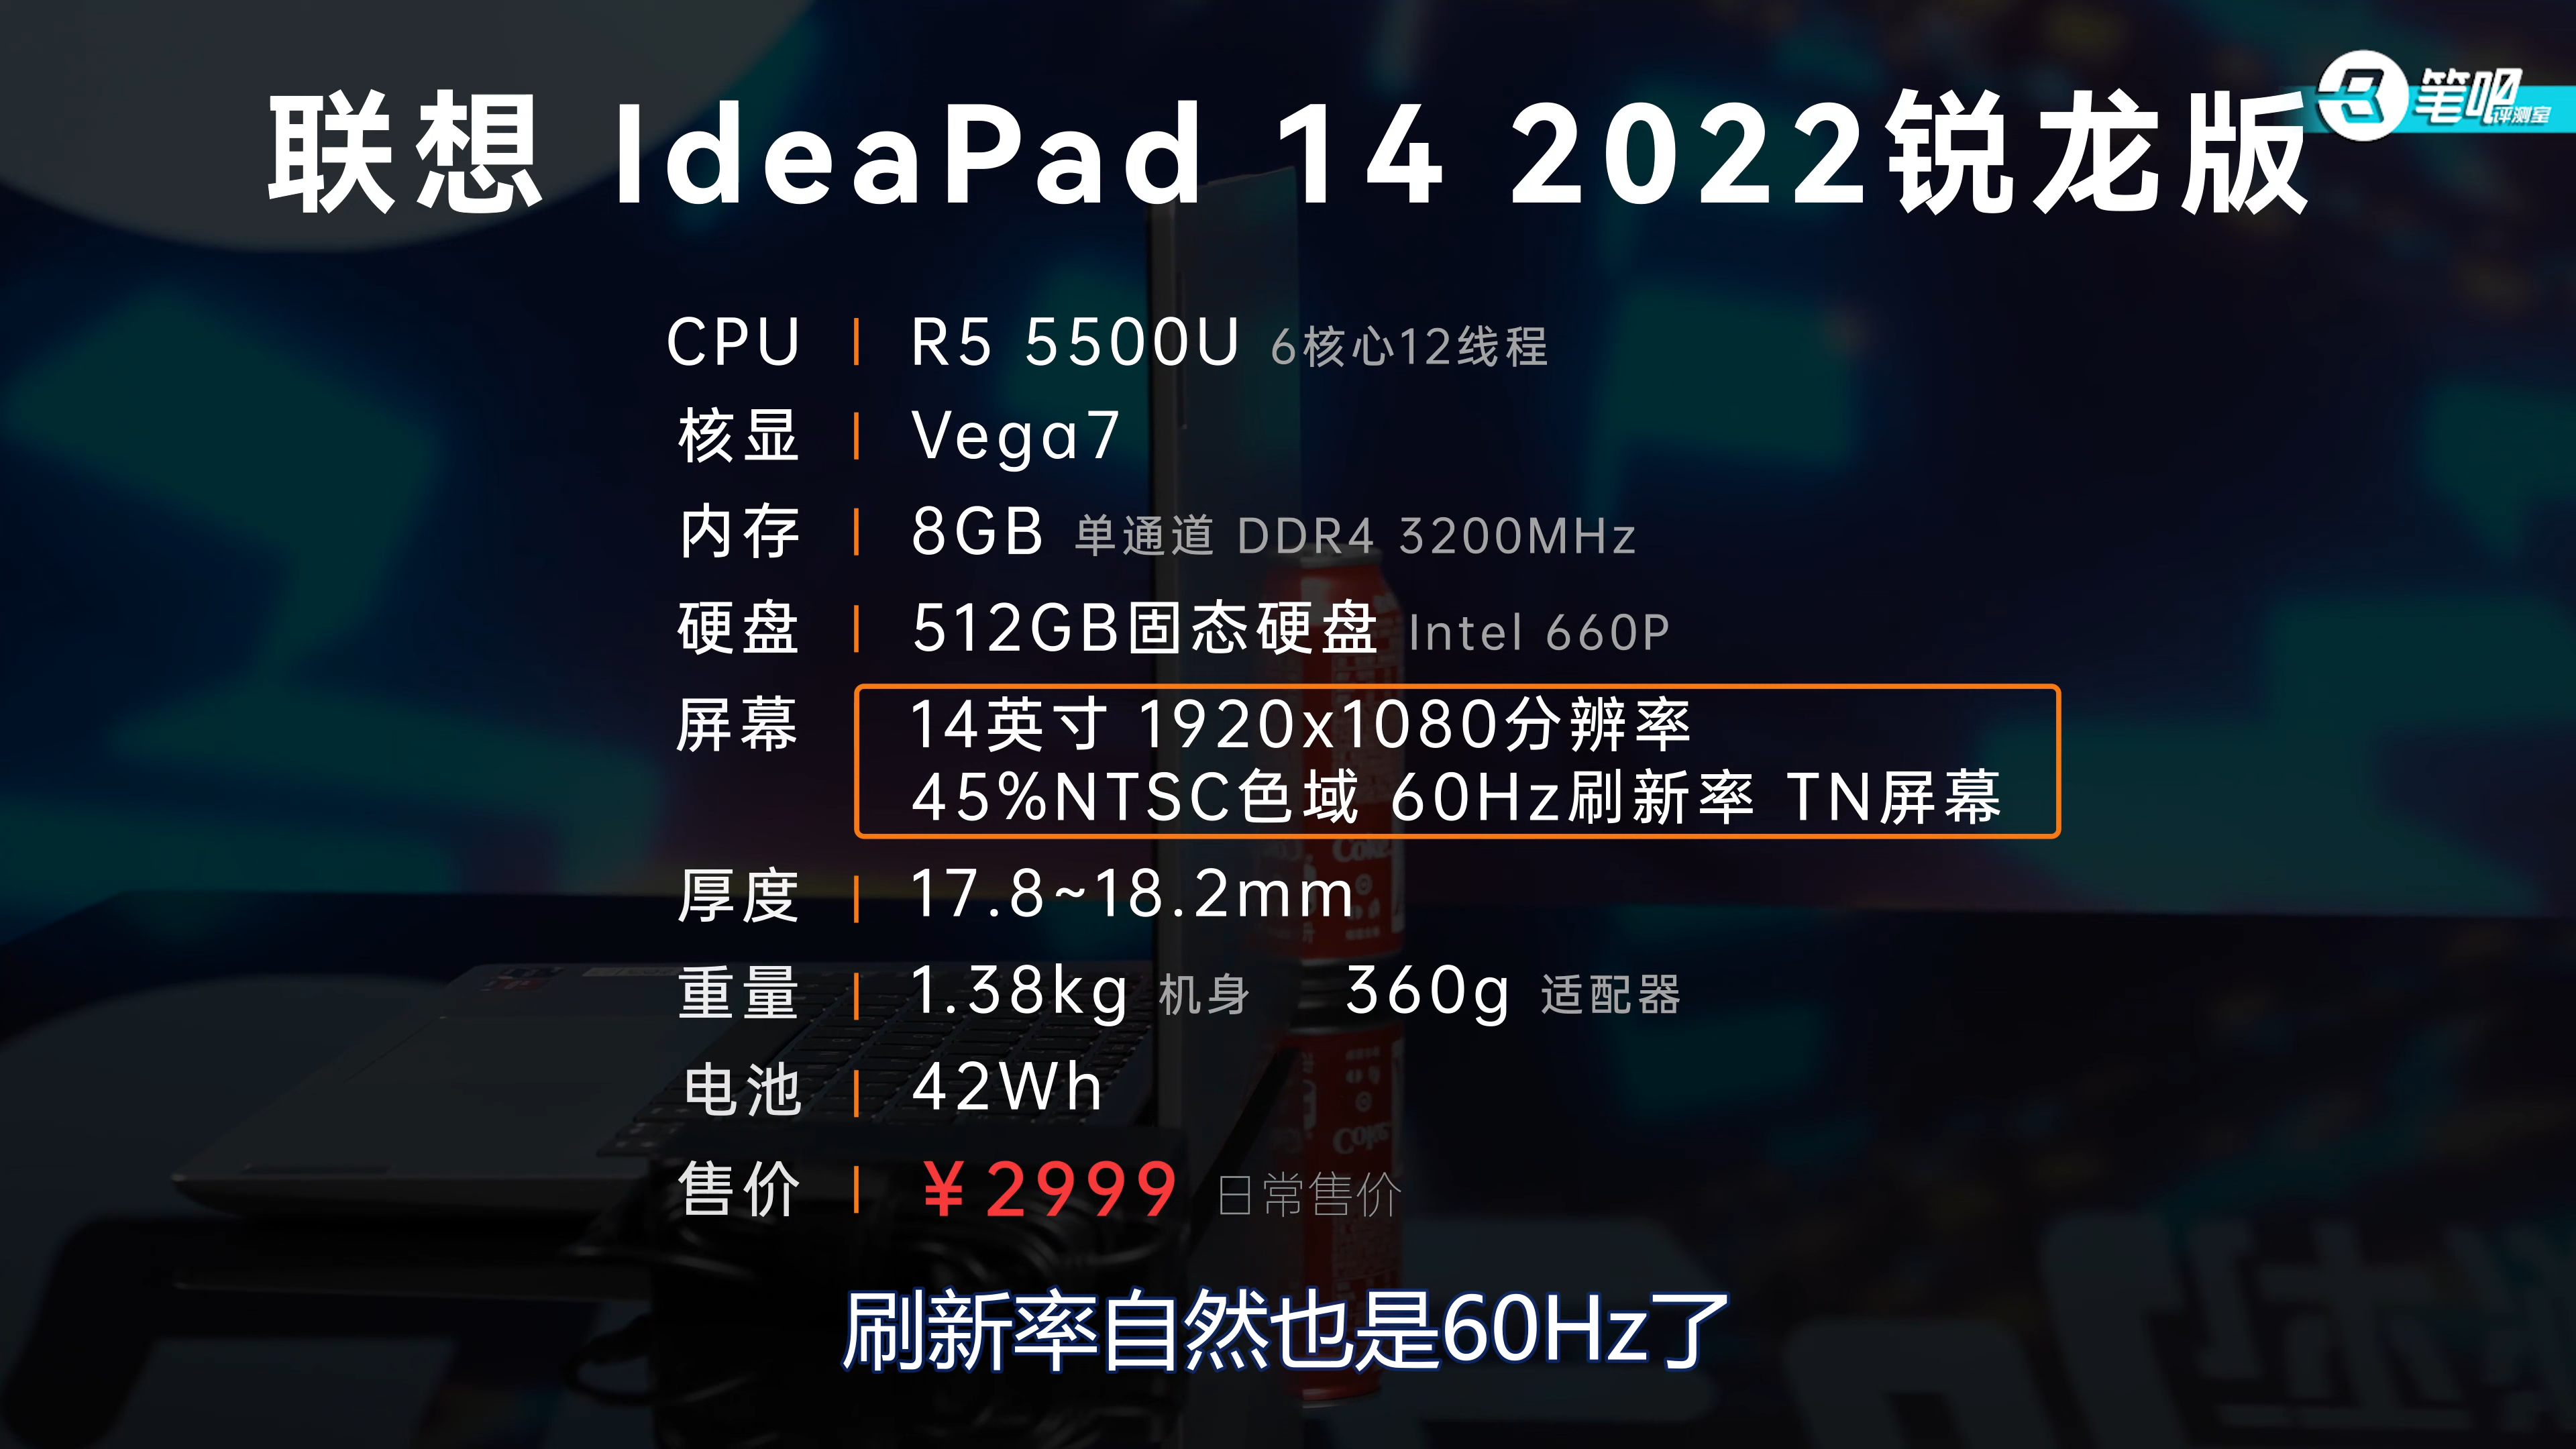 联想 IdeaPad 14 2022锐龙版
笔吧评测室
CPU | R5 5500U 6核心12线程
核显 | Vega7
内存 | 8GB 单通道 DDR4 3200MHz
硬盘 | 512GB固态硬盘 Intel 660P
屏幕 14英寸 1920x1080分辨率
45%NTSC色域 60Hz刷新率 TN屏幕
厚度 | 17.8~18.2mm
重量 | 1.38kg 机身 360g 适配器
电池 | 42Wh
售价 | ¥2999 日常售价
刷新率自然也是60Hz了